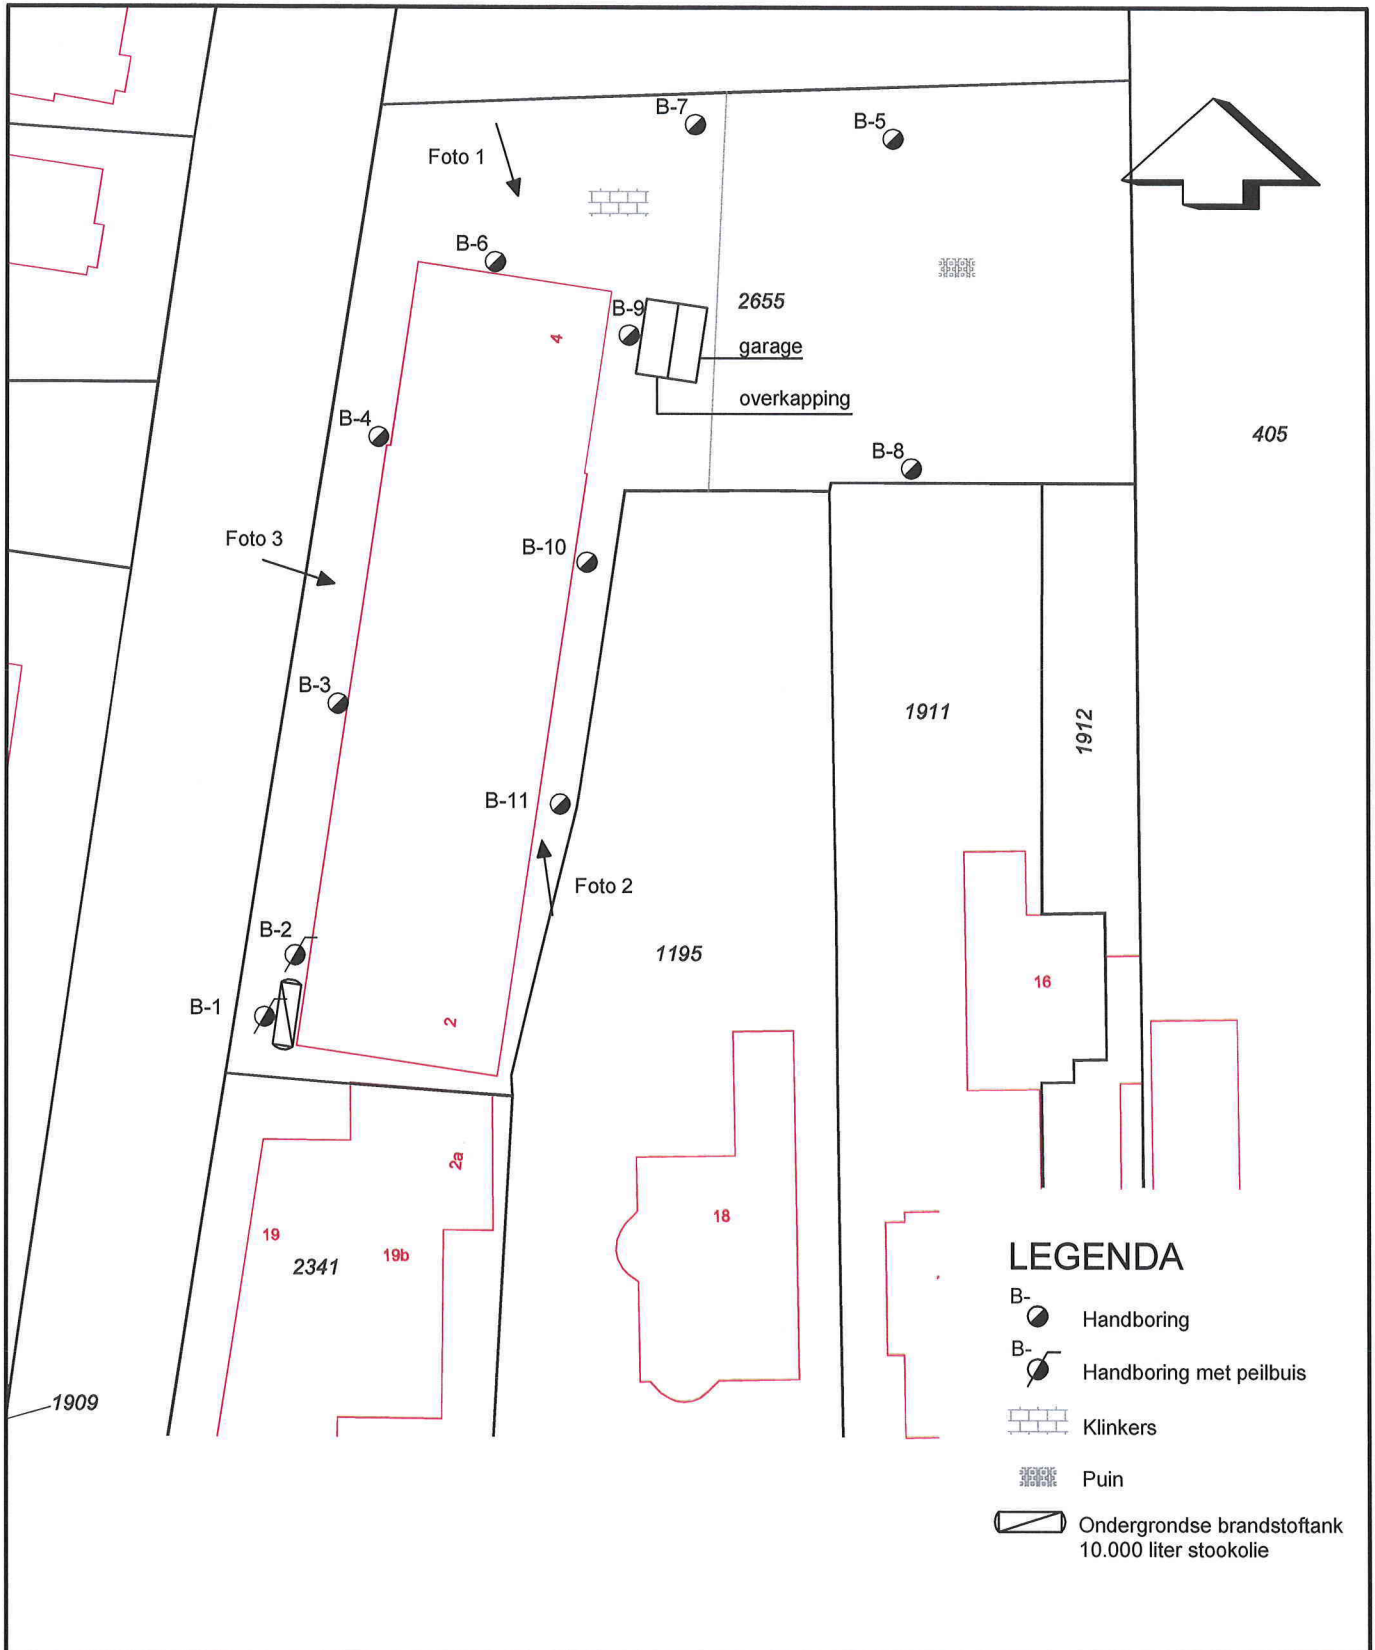 B-7
B-5
Foto 1
B-6
2655
B-9
4
garage
overkapping
B-4
405
B-8
Foto 3
B-10
B-3
1911
1912
B-11
Foto 2
B-2
1195
16
B-1
2
2a
18
19
19b
2341
LEGENDA
B-
Handboring
B-
Handboring met peilbuis
1909
Klinkers
Puin
Ondergrondse brandstoftank
10.000 liter stookolie